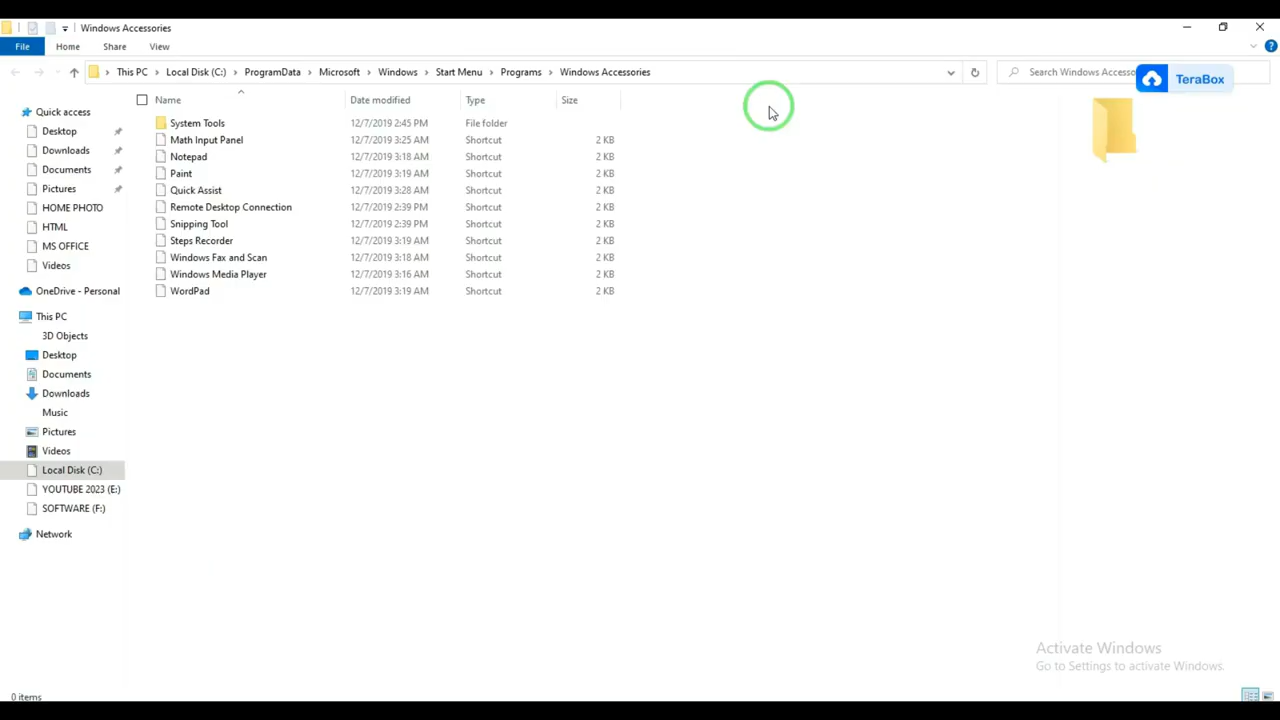 Windows Accessories
File Home Share View
This PC Local Disk (C:) ProgramData Microsoft Windows Start Menu Programs Windows Accessories
Search Windows Accesso
TeraBox
Name Date modified Type Size
Quick access
Desktop
Downloads
Documents
Pictures
HOME PHOTO
HTML
MS OFFICE
Videos
OneDrive - Personal
This PC
3D Objects
Desktop
Documents
Downloads
Music
Pictures
Videos
Local Disk (C:)
YOUTUBE 2023 (E:)
SOFTWARE (F:)
Network
System Tools 12/7/2019 2:45 PM File folder
Math Input Panel 12/7/2019 3:25 AM Shortcut 2 KB
Notepad 12/7/2019 3:18 AM Shortcut 2 KB
Paint 12/7/2019 3:19 AM Shortcut 2 KB
Quick Assist 12/7/2019 3:28 AM Shortcut 2 KB
Remote Desktop Connection 12/7/2019 2:39 PM Shortcut 2 KB
Snipping Tool 12/7/2019 2:39 PM Shortcut 2 KB
Steps Recorder 12/7/2019 3:19 AM Shortcut 2 KB
Windows Fax and Scan 12/7/2019 3:18 AM Shortcut 2 KB
Windows Media Player 12/7/2019 3:16 AM Shortcut 2 KB
WordPad 12/7/2019 3:19 AM Shortcut 2 KB
Activate Windows
Go to Settings to activate Windows.
0 items